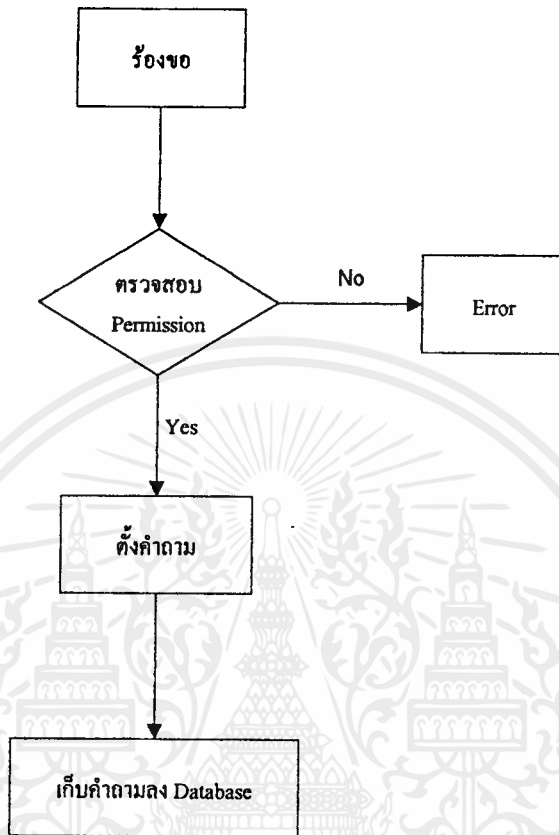 ร้องขอ
ตรวจสอบ
Permission
No
Error
Yes
ตั้งคำถาม
เก็บคำถามลง Database